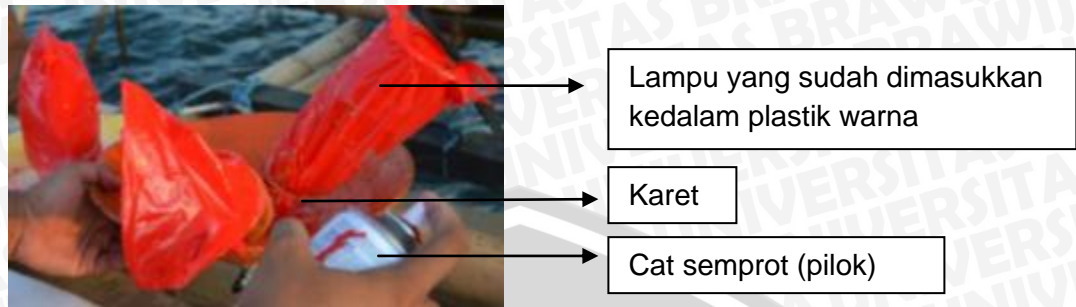 Lampu yang sudah dimasukkan
kedalam plastik warna
Karet
Cat semprot (pilok)